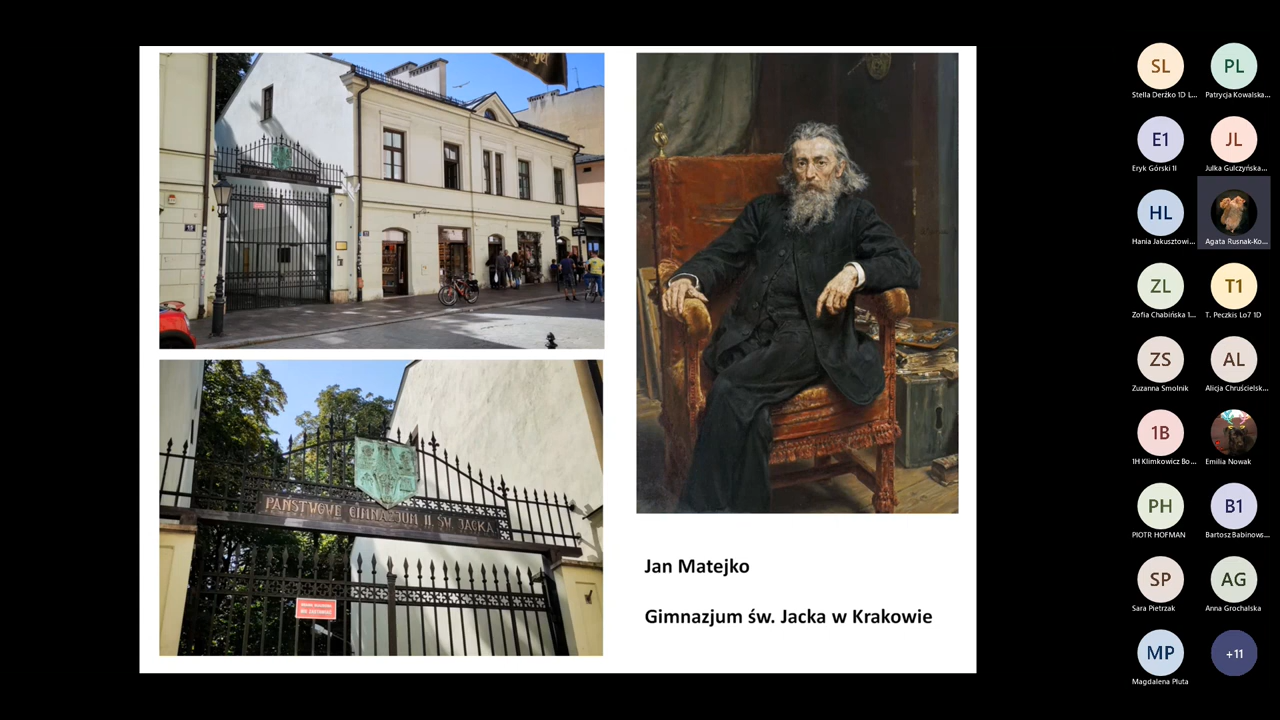 PAŃSTWOWE GIMNAZJUM II. ŚW. JACKA
Jan Matejko
Gimnazjum św. Jacka w Krakowie
SL
Stella Derżko 1D L...
PL
Patrycja Kowalska...
E1
Eryk Górski 1I
JL
Julka Gulczyńska...
HL
Hania Jakusztowi...
Agata Rusnak-Ko...
ZL
Zofia Chabińska 1...
T1
T. Peczkis Lo7 1D
ZS
Zuzanna Smolnik
AL
Alicja Chruścielsk...
1B
1H Klimkowicz Bo...
Emilia Nowak
PH
PIOTR HOFMAN
B1
Bartosz Babinows...
SP
Sara Pietrzak
AG
Anna Grochalska
MP
Magdalena Pluta
+11